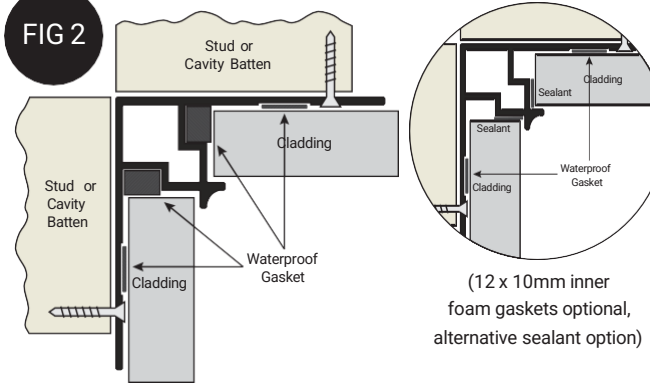 FIG 2
Stud or
Cavity Batten
Cladding
Stud or
Cavity
Batten
Waterproof
Gasket
Cladding
Cladding
Sealant
Sealant
Waterproof
Gasket
Cladding
(12 x 10mm inner
foam gaskets optional,
alternative sealant option)